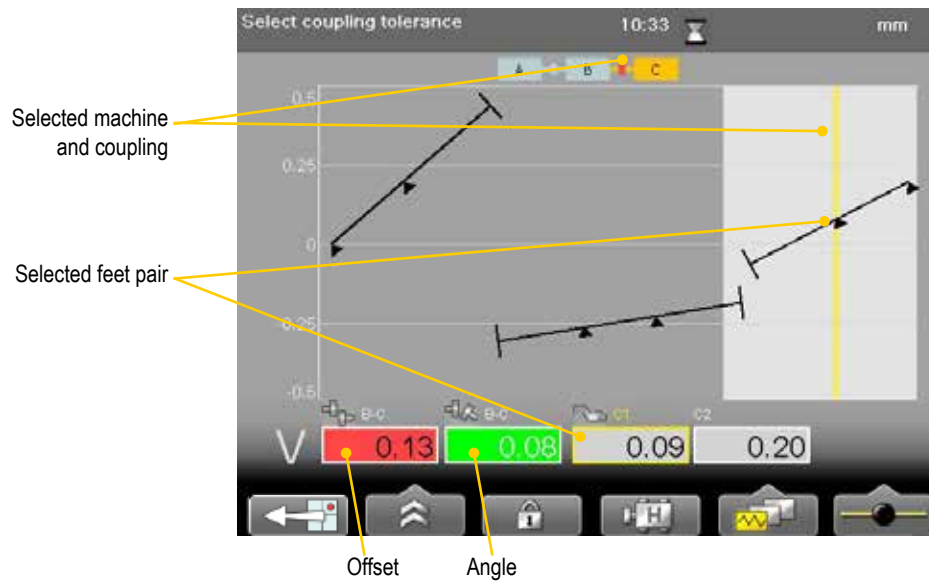 Select coupling tolerance 10:33 mm
A B C
Selected machine
and coupling
0.5
0.25
0
Selected feet pair
-0.25
-0.5
B-C B-C C1 C2
V 0.13 0.08 0.09 0.20
1 H
Offset Angle